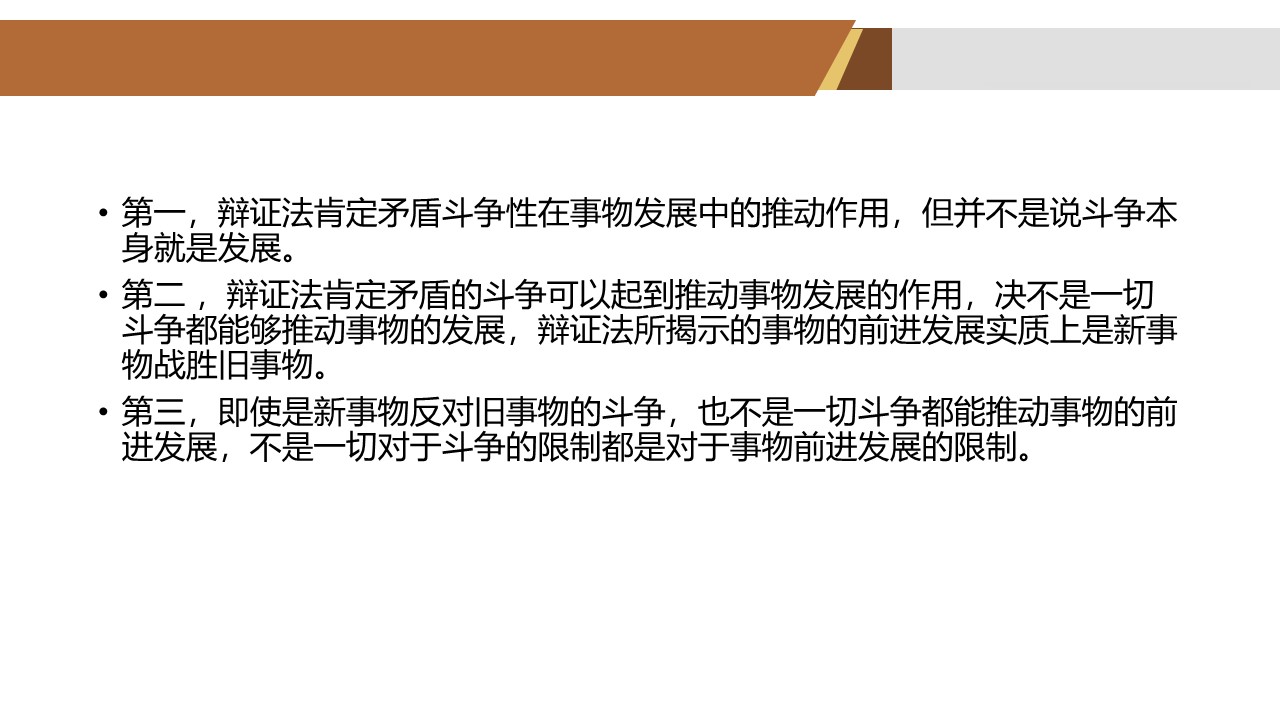 • 第一，辩证法肯定矛盾斗争性在事物发展中的推动作用，但并不是说斗争本
身就是发展。
• 第二 ，辩证法肯定矛盾的斗争可以起到推动事物发展的作用，决不是一切
斗争都能够推动事物的发展，辩证法所揭示的事物的前进发展实质上是新事
物战胜旧事物。
• 第三，即使是新事物反对旧事物的斗争，也不是一切斗争都能推动事物的前
进发展，不是一切对于斗争的限制都是对于事物前进发展的限制。